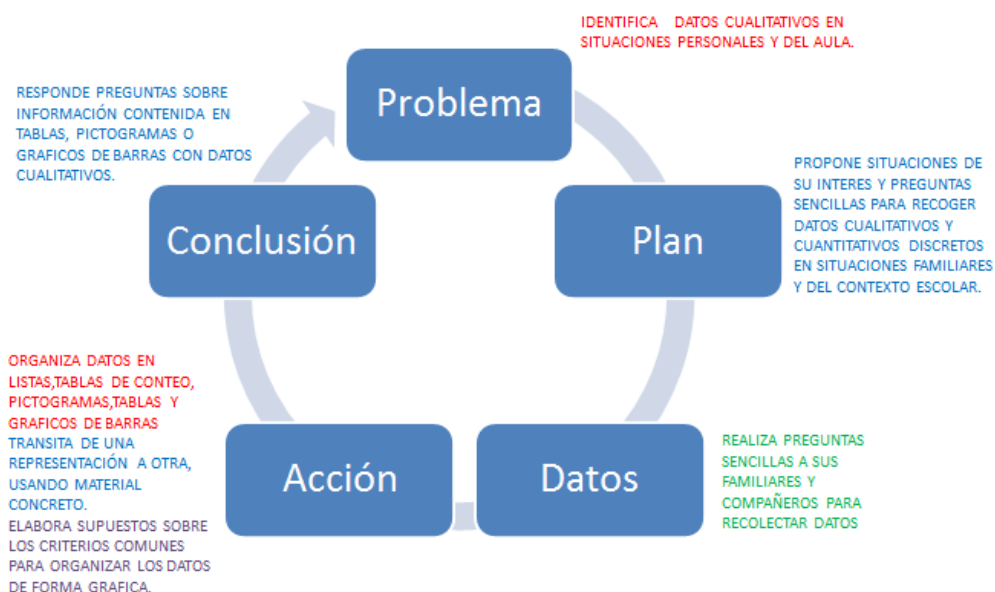 IDENTIFICA DATOS CUALITATIVOS EN
SITUACIONES PERSONALES Y DEL AULA.
Problema
RESPONDE PREGUNTAS SOBRE
INFORMACIÓN CONTENIDA EN
TABLAS, PICTOGRAMAS O
GRAFICOS DE BARRAS CON DATOS
CUALITATIVOS.
PROPONE SITUACIONES DE
SU INTERES Y PREGUNTAS
SENCILLAS PARA RECOGER
DATOS CUALITATIVOS Y
CUANTITATIVOS DISCRETOS
EN SITUACIONES FAMILIARES
Y DEL CONTEXTO ESCOLAR.
Conclusión
Plan
ORGANIZA DATOS EN
LISTAS,TABLAS DE CONTEO,
PICTOGRAMAS,TABLAS Y
GRAFICOS DE BARRAS
TRANSITA DE UNA
REPRESENTACIÓN A OTRA,
USANDO MATERIAL
CONCRETO.
ELABORA SUPUESTOS SOBRE
LOS CRITERIOS COMUNES
PARA ORGANIZAR LOS DATOS
DE FORMA GRAFICA.
Acción
Datos
REALIZA PREGUNTAS
SENCILLAS A SUS
FAMILIARES Y
COMPAÑEROS PARA
RECOLECTAR DATOS